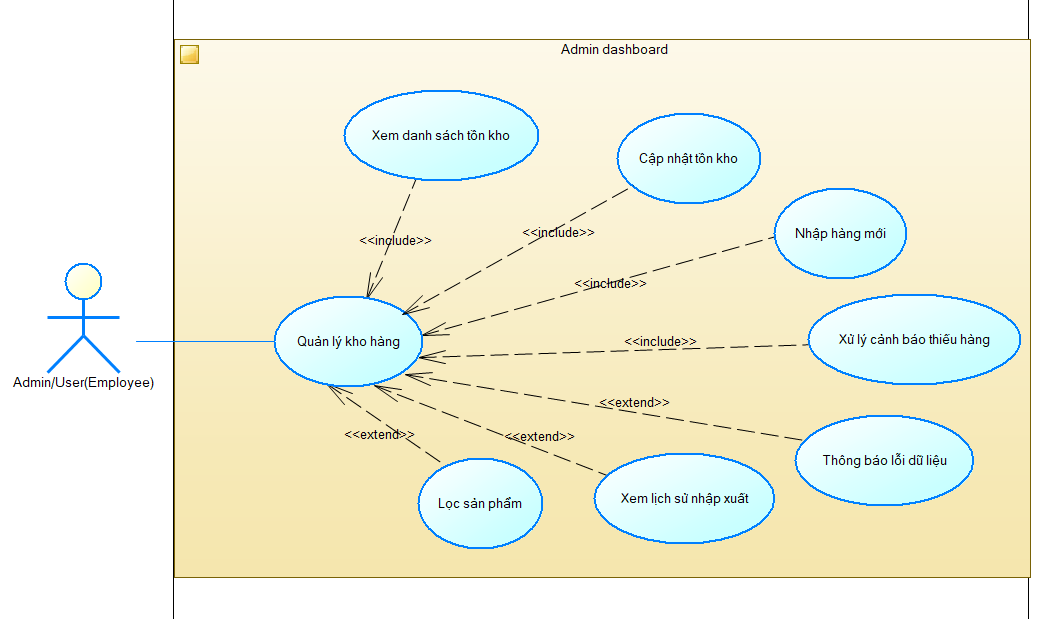 Admin dashboard
Xem danh sách tồn kho
Cập nhật tồn kho
Nhập hàng mới
<<include>>
<<include>>
<<include>>
Quản lý kho hàng
<<include>>
Xử lý cảnh báo thiếu hàng
Admin/User(Employee)
<<extend>>
<<extend>>
<<extend>>
Thông báo lỗi dữ liệu
Lọc sản phẩm
Xem lịch sử nhập xuất